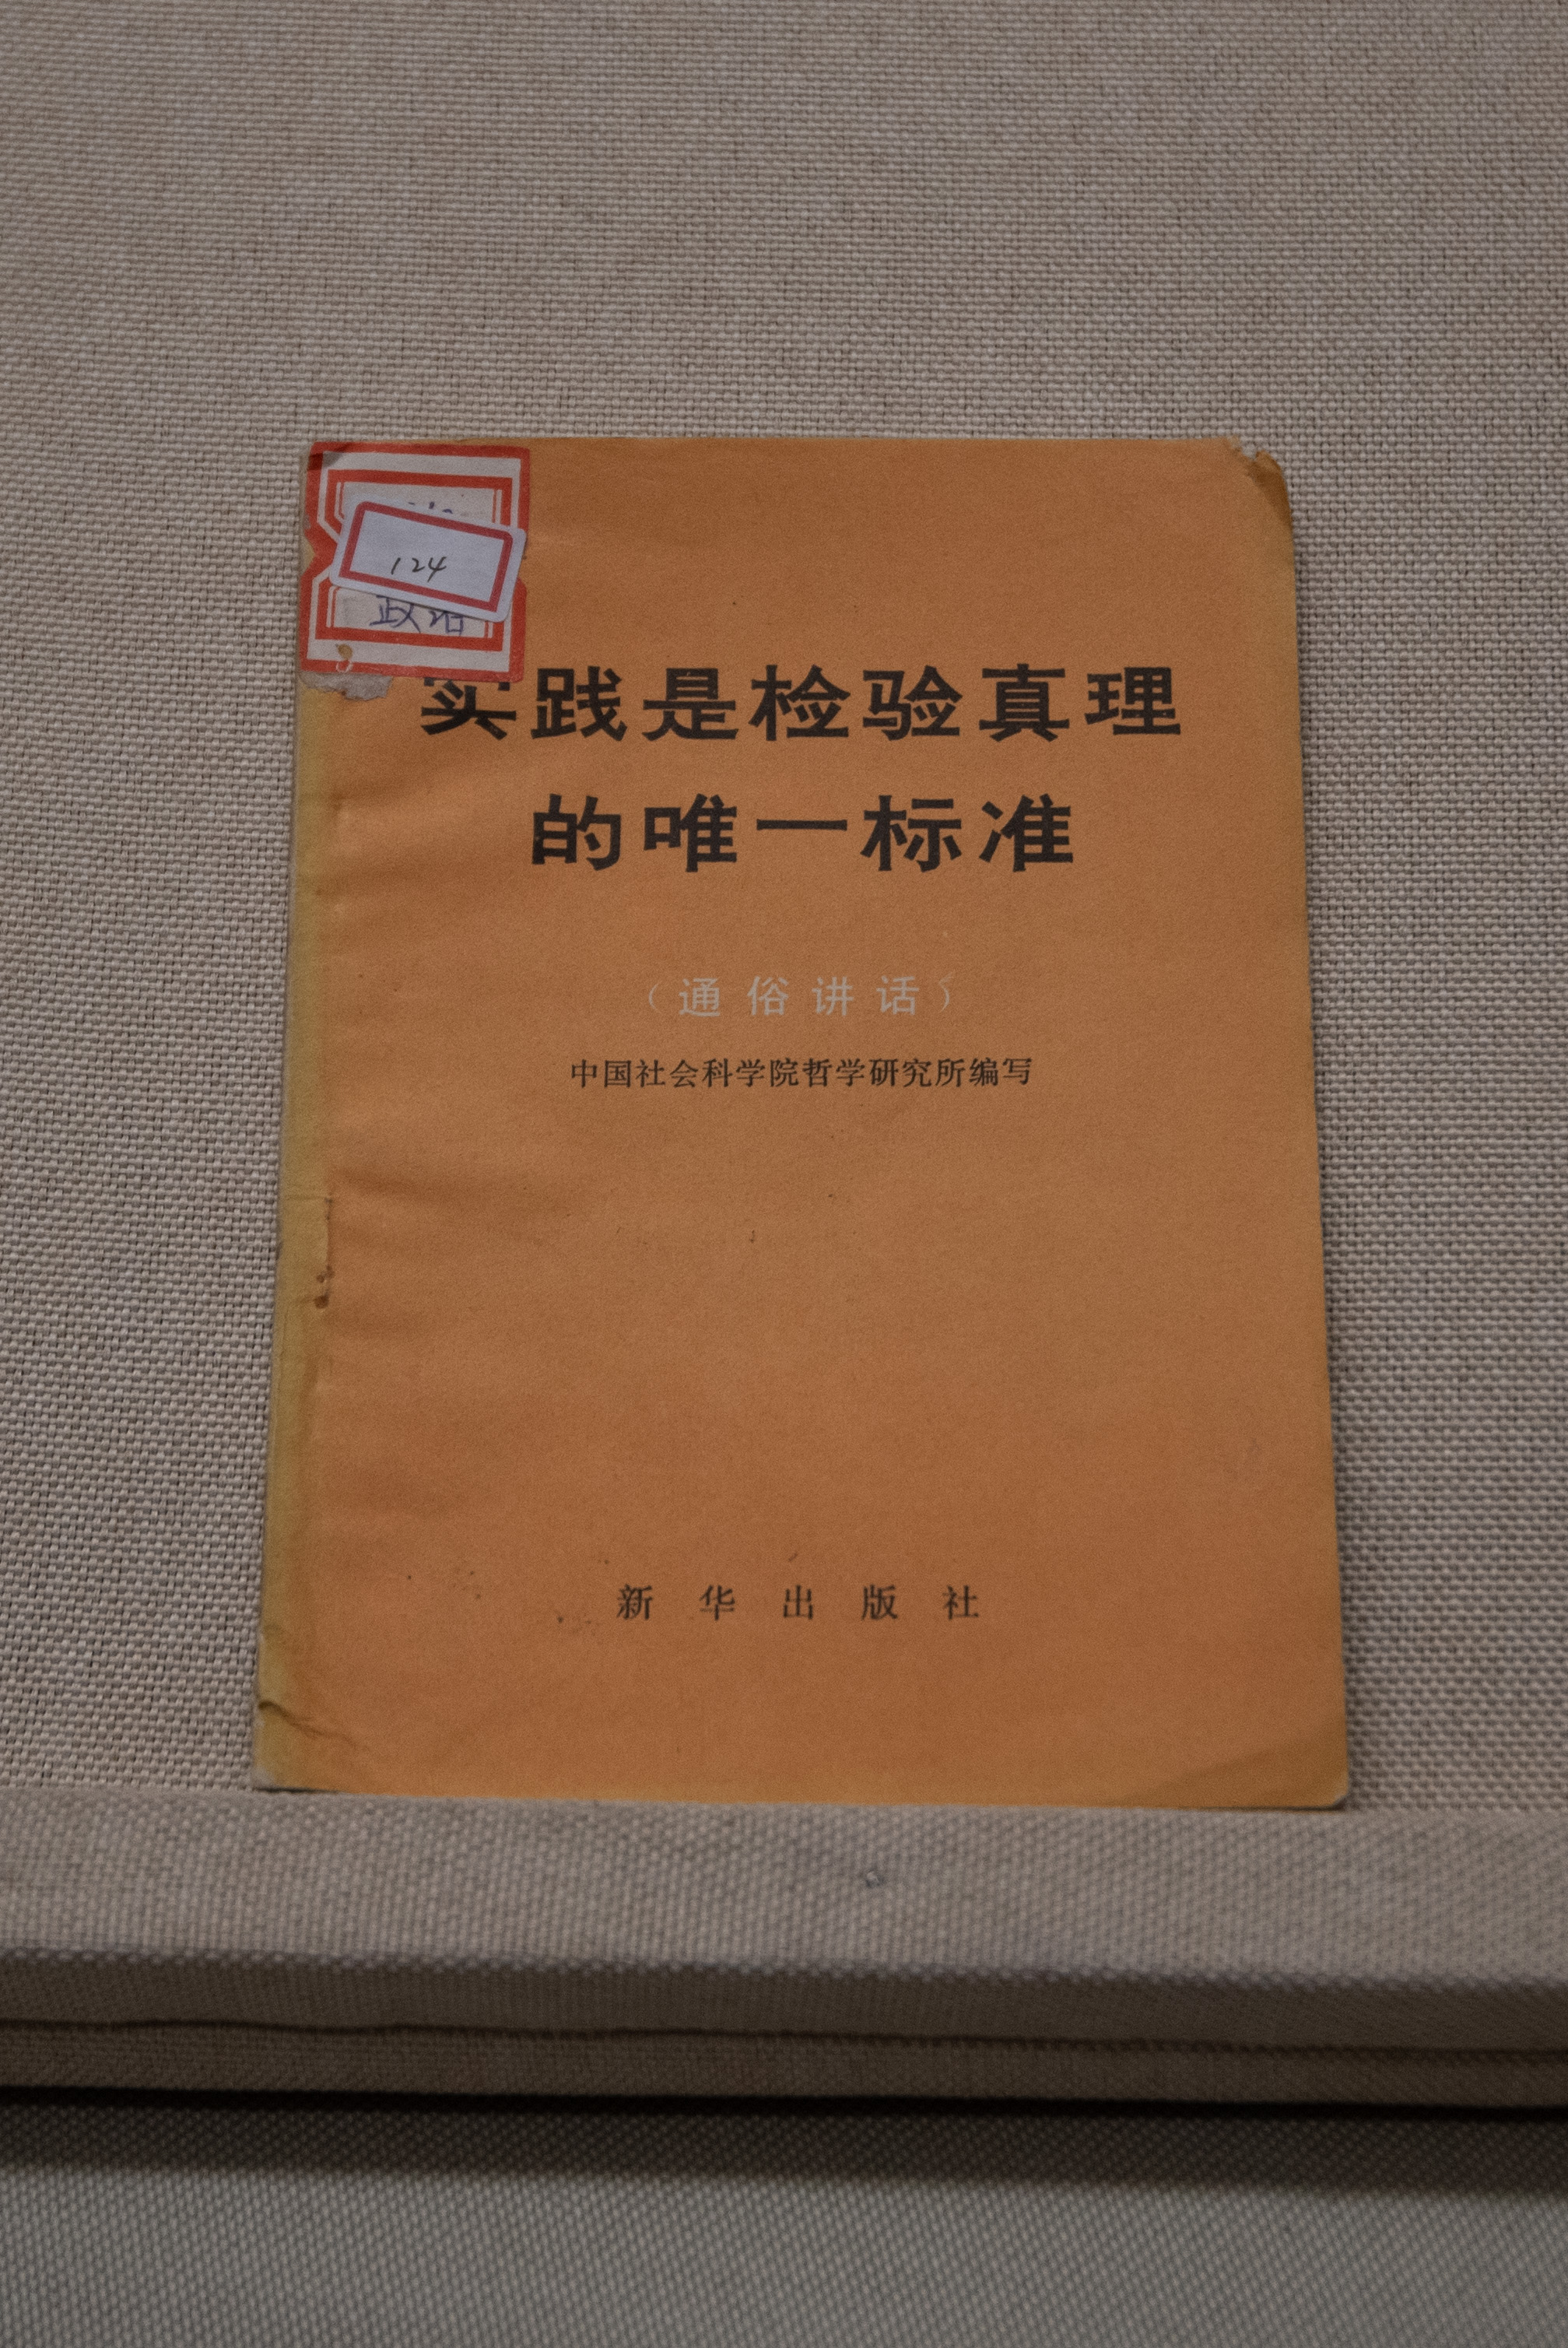 124
政治
实践是检验真理
的唯一标准
（通俗讲话）
中国社会科学院哲学研究所编写
新华出版社